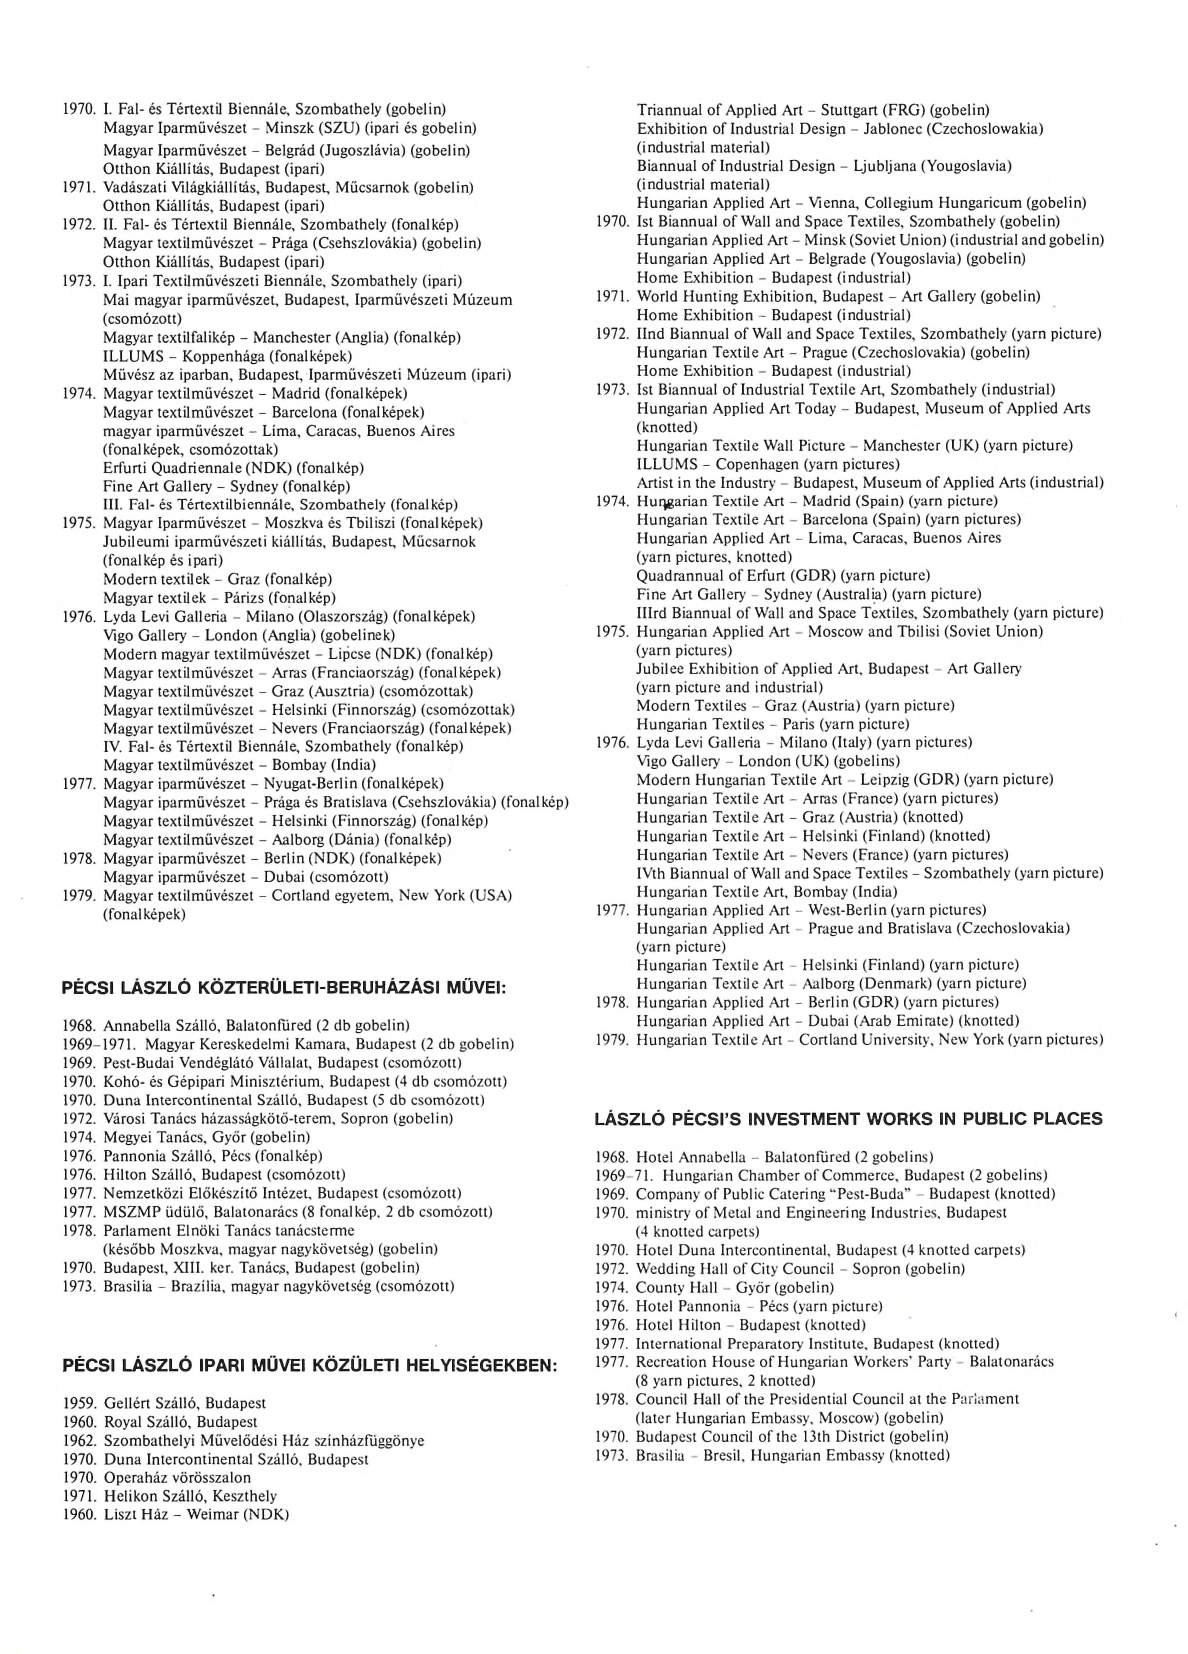 1970. I. Fal- és Tértextil Biennále, Szombathely (gobelin)
Magyar Iparművészet – Minszk (SZU) (ipari és gobelin)
Magyar Iparművészet – Belgrád (Jugoszlávia) (gobelin)
Otthon Kiállítás, Budapest (ipari)
1971. Vadászati Világkiállítás, Budapest, Műcsarnok (gobelin)
Otthon Kiállítás, Budapest (ipari)
1972. II. Fal- és Tértextil Biennále, Szombathely (fonalkép)
Magyar textilművészet – Prága (Csehszlovákia) (gobelin)
Otthon Kiállítás, Budapest (ipari)
1973. I. Ipari Textilművészeti Biennále, Szombathely (ipari)
Mai magyar iparművészet, Budapest, Iparművészeti Múzeum
(csomózott)
Magyar textilfalikép – Manchester (Anglia) (fonalkép)
ILLUMS – Koppenhága (fonalképek)
Művész az iparban, Budapest, Iparművészeti Múzeum (ipari)
1974. Magyar textilművészet – Madrid (fonalképek)
Magyar textilművészet – Barcelona (fonalképek)
magyar iparművészet – Lima, Caracas, Buenos Aires
(fonalképek, csomózottak)
Erfurti Quadriennale (NDK) (fonalkép)
Fine Art Gallery – Sydney (fonalkép)
III. Fal- és Tértextilbiennále, Szombathely (fonalkép)
1975. Magyar Iparművészet – Moszkva és Tbiliszi (fonalképek)
Jubileumi iparművészeti kiállítás, Budapest, Műcsarnok
(fonalkép és ipari)
Modern textilek – Graz (fonalkép)
Magyar textilek – Párizs (fonalkép)
1976. Lyda Levi Galleria – Milano (Olaszország) (fonalképek)
Vigo Gallery – London (Anglia) (gobelinek)
Modern magyar textilművészet – Lipcse (NDK) (fonalkép)
Magyar textilművészet – Arras (Franciaország) (fonalképek)
Magyar textilművészet – Graz (Ausztria) (csomózottak)
Magyar textilművészet – Helsinki (Finnország) (csomózottak)
Magyar textilművészet – Nevers (Franciaország) (fonalképek)
IV. Fal- és Tértextil Biennále, Szombathely (fonalkép)
Magyar textilművészet – Bombay (India)
1977. Magyar iparművészet – Nyugat-Berlin (fonalképek)
Magyar iparművészet – Prága és Bratislava (Csehszlovákia) (fonalkép)
Magyar textilművészet – Helsinki (Finnország) (fonalkép)
Magyar textilművészet – Aalborg (Dánia) (fonalkép)
1978. Magyar iparművészet – Berlin (NDK) (fonalképek)
Magyar iparművészet – Dubai (csomózott)
1979. Magyar textilművészet – Cortland egyetem, New York (USA)
(fonalképek)
PÉCSI LÁSZLÓ KÖZTERÜLETI-BERUHÁZÁSI MŰVEI:
1968. Annabella Szálló, Balatonfüred (2 db gobelin)
1969–1971. Magyar Kereskedelmi Kamara, Budapest (2 db gobelin)
1969. Pest-Budai Vendéglátó Vállalat, Budapest (csomózott)
1970. Kohó- és Gépipari Minisztérium, Budapest (4 db csomózott)
1970. Duna Intercontinental Szálló, Budapest (5 db csomózott)
1972. Városi Tanács házasságkötő-terem, Sopron (gobelin)
1974. Megyei Tanács, Győr (gobelin)
1976. Pannonia Szálló, Pécs (fonalkép)
1976. Hilton Szálló, Budapest (csomózott)
1977. Nemzetközi Előkészítő Intézet, Budapest (csomózott)
1977. MSZMP üdülő, Balatonarács (8 fonalkép, 2 db csomózott)
1978. Parlament Elnöki Tanács tanácsterme
(később Moszkva, magyar nagykövetség) (gobelin)
1970. Budapest, XIII. ker. Tanács, Budapest (gobelin)
1973. Brasilia – Brazília, magyar nagykövetség (csomózott)
PÉCSI LÁSZLÓ IPARI MŰVEI KÖZÜLETI HELYISÉGEKBEN:
1959. Gellért Szálló, Budapest
1960. Royal Szálló, Budapest
1962. Szombathelyi Művelődési Ház színházfüggönye
1970. Duna Intercontinental Szálló, Budapest
1970. Operaház vörösszalon
1971. Helikon Szálló, Keszthely
1960. Liszt Ház – Weimar (NDK)
Triannual of Applied Art – Stuttgart (FRG) (gobelin)
Exhibition of Industrial Design – Jablonec (Czechoslowakia)
(industrial material)
Biannual of Industrial Design – Ljubljana (Yougoslavia)
(industrial material)
Hungarian Applied Art – Vienna, Collegium Hungaricum (gobelin)
1970. Ist Biannual of Wall and Space Textiles, Szombathely (gobelin)
Hungarian Applied Art – Minsk (Soviet Union) (industrial and gobelin)
Hungarian Applied Art – Belgrade (Yougoslavia) (gobelin)
Home Exhibition – Budapest (industrial)
1971. World Hunting Exhibition, Budapest – Art Gallery (gobelin)
Home Exhibition – Budapest (industrial)
1972. IInd Biannual of Wall and Space Textiles, Szombathely (yarn picture)
Hungarian Textile Art – Prague (Czechoslovakia) (gobelin)
Home Exhibition – Budapest (industrial)
1973. Ist Biannual of Industrial Textile Art, Szombathely (industrial)
Hungarian Applied Art Today – Budapest, Museum of Applied Arts
(knotted)
Hungarian Textile Wall Picture – Manchester (UK) (yarn picture)
ILLUMS – Copenhagen (yarn pictures)
Artist in the Industry – Budapest, Museum of Applied Arts (industrial)
1974. Hungarian Textile Art – Madrid (Spain) (yarn picture)
Hungarian Textile Art – Barcelona (Spain) (yarn pictures)
Hungarian Applied Art – Lima, Caracas, Buenos Aires
(yarn pictures, knotted)
Quadrannual of Erfurt (GDR) (yarn picture)
Fine Art Gallery – Sydney (Australia) (yarn picture)
IIIrd Biannual of Wall and Space Textiles, Szombathely (yarn picture)
1975. Hungarian Applied Art – Moscow and Tbilisi (Soviet Union)
(yarn pictures)
Jubilee Exhibition of Applied Art, Budapest – Art Gallery
(yarn picture and industrial)
Modern Textiles – Graz (Austria) (yarn picture)
Hungarian Textiles – Paris (yarn picture)
1976. Lyda Levi Galleria – Milano (Italy) (yarn pictures)
Vigo Gallery – London (UK) (gobelins)
Modern Hungarian Textile Art – Leipzig (GDR) (yarn picture)
Hungarian Textile Art – Arras (France) (yarn pictures)
Hungarian Textile Art – Graz (Austria) (knotted)
Hungarian Textile Art – Helsinki (Finland) (knotted)
Hungarian Textile Art – Nevers (France) (yarn pictures)
IVth Biannual of Wall and Space Textiles – Szombathely (yarn picture)
Hungarian Textile Art, Bombay (India)
1977. Hungarian Applied Art – West-Berlin (yarn pictures)
Hungarian Applied Art – Prague and Bratislava (Czechoslovakia)
(yarn picture)
Hungarian Textile Art – Helsinki (Finland) (yarn picture)
Hungarian Textile Art – Aalborg (Denmark) (yarn picture)
1978. Hungarian Applied Art – Berlin (GDR) (yarn pictures)
Hungarian Applied Art – Dubai (Arab Emirate) (knotted)
1979. Hungarian Textile Art – Cortland University, New York (yarn pictures)
LÁSZLÓ PÉCSI'S INVESTMENT WORKS IN PUBLIC PLACES
1968. Hotel Annabella – Balatonfüred (2 gobelins)
1969–71. Hungarian Chamber of Commerce, Budapest (2 gobelins)
1969. Company of Public Catering “Pest-Buda” – Budapest (knotted)
1970. ministry of Metal and Engineering Industries, Budapest
(4 knotted carpets)
1970. Hotel Duna Intercontinental, Budapest (4 knotted carpets)
1972. Wedding Hall of City Council – Sopron (gobelin)
1974. County Hall – Győr (gobelin)
1976. Hotel Pannonia – Pécs (yarn picture)
1976. Hotel Hilton – Budapest (knotted)
1977. International Preparatory Institute, Budapest (knotted)
1977. Recreation House of Hungarian Workers' Party – Balatonarács
(8 yarn pictures, 2 knotted)
1978. Council Hall of the Presidential Council at the Parlament
(later Hungarian Embassy, Moscow) (gobelin)
1970. Budapest Council of the 13th District (gobelin)
1973. Brasilia – Bresil, Hungarian Embassy (knotted)